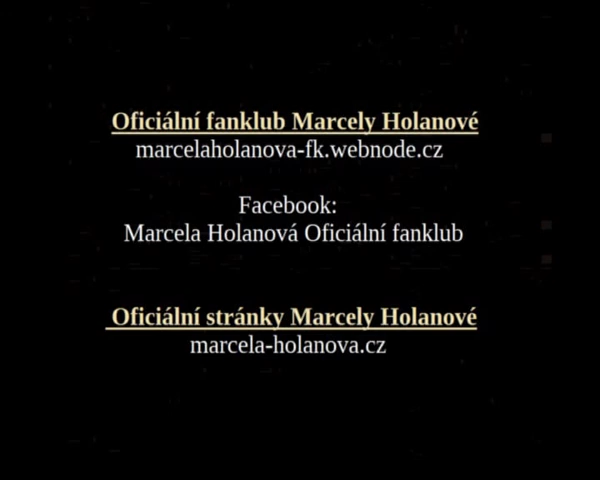 Oficiální fanklub Marcely Holanové
marcelaholanova-fk.webnode.cz
Facebook:
Marcela Holanová Oficiální fanklub
Oficiální stránky Marcely Holanové
marcela-holanova.cz